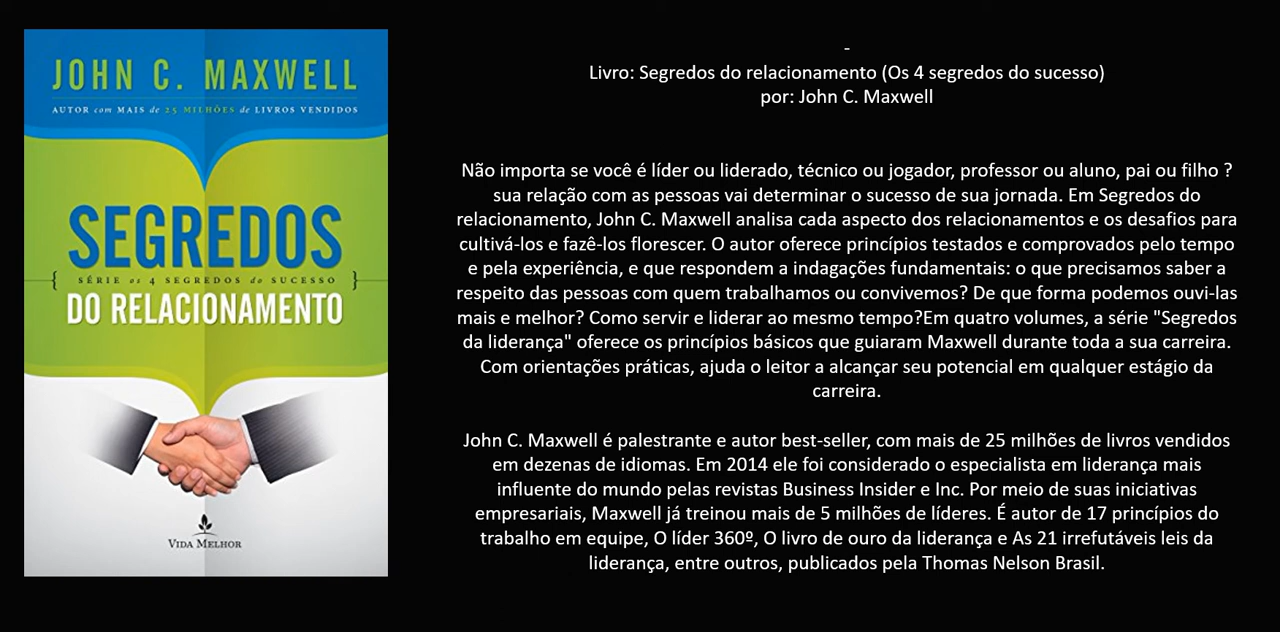 JOHN C. MAXWELL
AUTOR com MAIS de 25 MILHÕES de LIVROS VENDIDOS
SEGREDOS
{ SÉRIE os 4 SEGREDOS do SUCESSO }
DO RELACIONAMENTO
VIDA MELHOR
-
Livro: Segredos do relacionamento (Os 4 segredos do sucesso)
por: John C. Maxwell
Não importa se você é líder ou liderado, técnico ou jogador, professor ou aluno, pai ou filho ?
sua relação com as pessoas vai determinar o sucesso de sua jornada. Em Segredos do
relacionamento, John C. Maxwell analisa cada aspecto dos relacionamentos e os desafios para
cultivá-los e fazê-los florescer. O autor oferece princípios testados e comprovados pelo tempo
e pela experiência, e que respondem a indagações fundamentais: o que precisamos saber a
respeito das pessoas com quem trabalhamos ou convivemos? De que forma podemos ouvi-las
mais e melhor? Como servir e liderar ao mesmo tempo?Em quatro volumes, a série "Segredos
da liderança" oferece os princípios básicos que guiaram Maxwell durante toda a sua carreira.
Com orientações práticas, ajuda o leitor a alcançar seu potencial em qualquer estágio da
carreira.
John C. Maxwell é palestrante e autor best-seller, com mais de 25 milhões de livros vendidos
em dezenas de idiomas. Em 2014 ele foi considerado o especialista em liderança mais
influente do mundo pelas revistas Business Insider e Inc. Por meio de suas iniciativas
empresariais, Maxwell já treinou mais de 5 milhões de líderes. É autor de 17 princípios do
trabalho em equipe, O líder 360º, O livro de ouro da liderança e As 21 irrefutáveis leis da
liderança, entre outros, publicados pela Thomas Nelson Brasil.